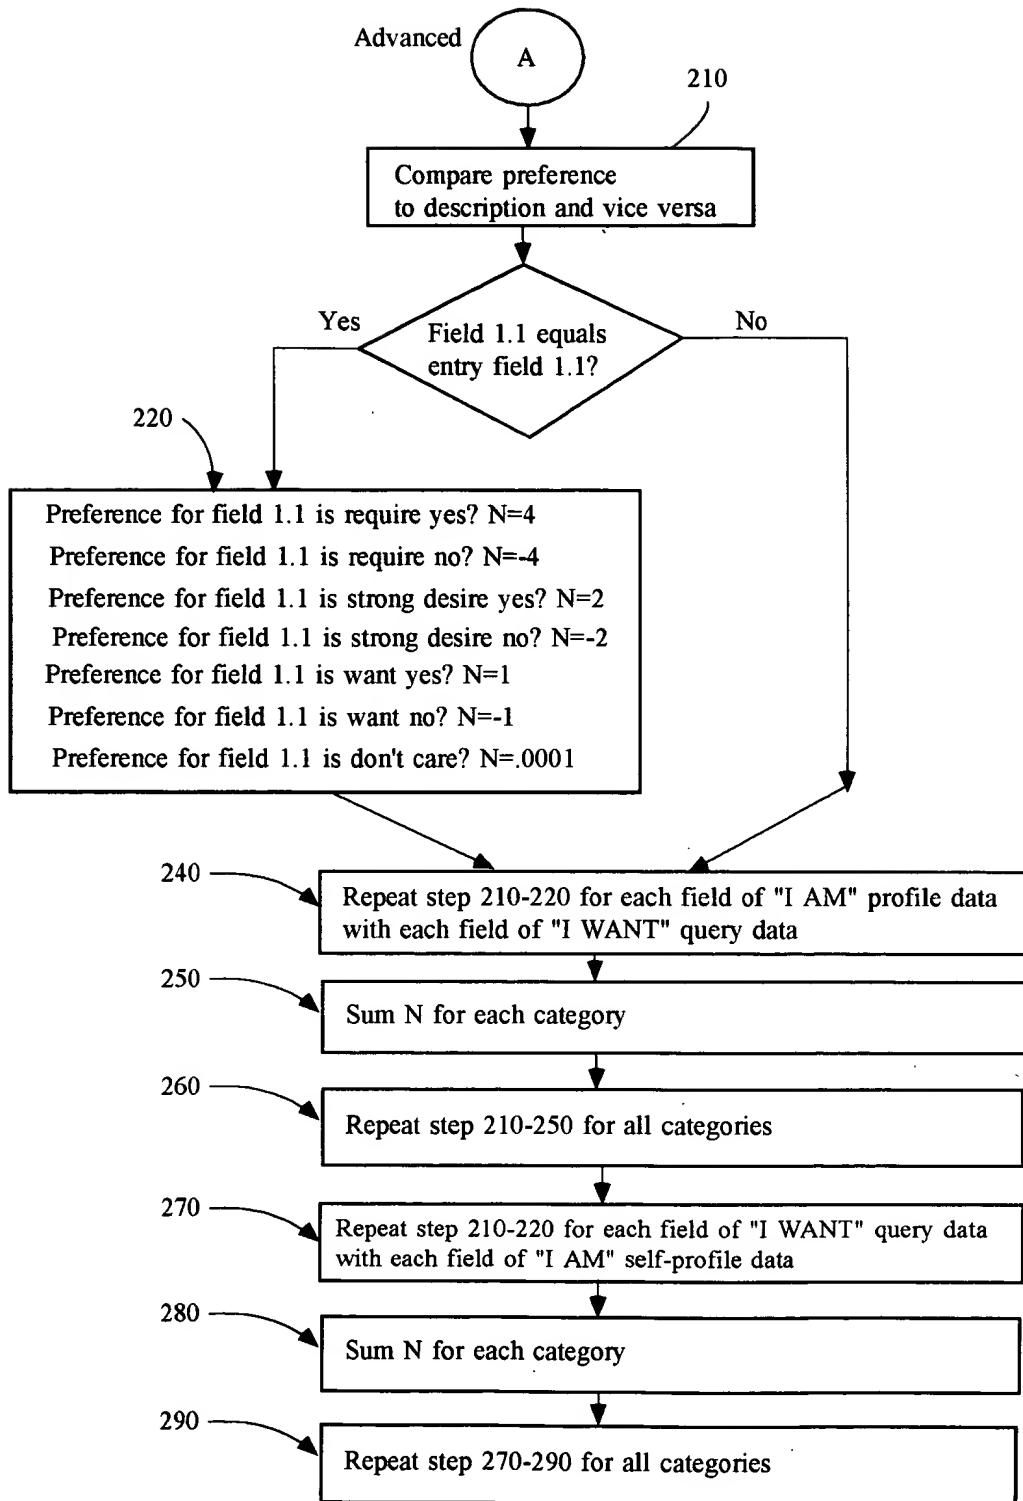 Advanced
A
210
Compare preference
to description and vice versa
Yes
No
Field 1.1 equals
entry field 1.1?
220
Preference for field 1.1 is require yes? N=4
Preference for field 1.1 is require no? N=-4
Preference for field 1.1 is strong desire yes? N=2
Preference for field 1.1 is strong desire no? N=-2
Preference for field 1.1 is want yes? N=1
Preference for field 1.1 is want no? N=-1
Preference for field 1.1 is don't care? N=.0001
240
Repeat step 210-220 for each field of "I AM" profile data
with each field of "I WANT" query data
250
Sum N for each category
260
Repeat step 210-250 for all categories
270
Repeat step 210-220 for each field of "I WANT" query data
with each field of "I AM" self-profile data
280
Sum N for each category
290
Repeat step 270-290 for all categories